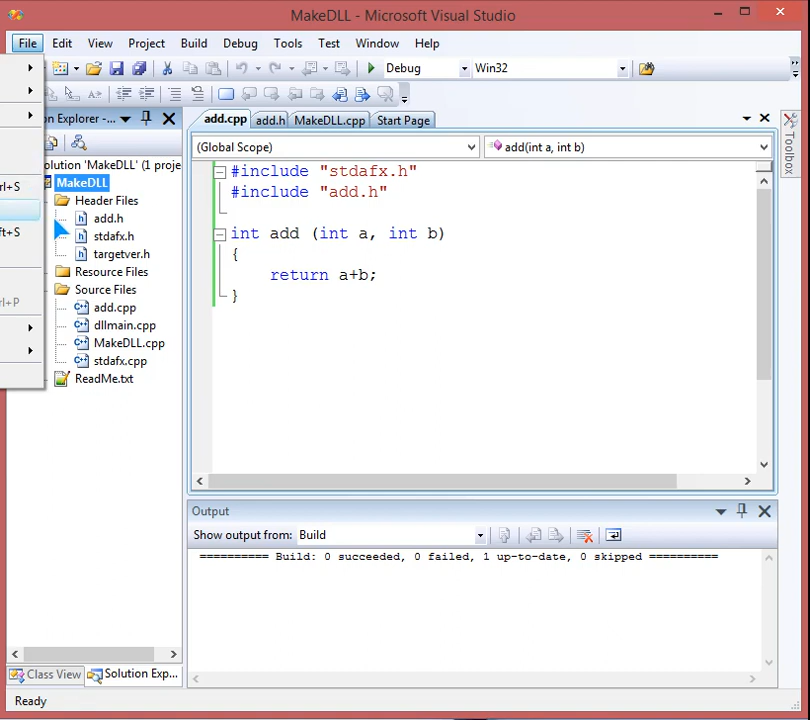 MakeDLL - Microsoft Visual Studio
File Edit View Project Build Debug Tools Test Window Help
Debug Win32
on Explorer -...
olution 'MakeDLL' (1 proje
MakeDLL
Header Files
add.h
stdafx.h
targetver.h
Resource Files
Source Files
add.cpp
dllmain.cpp
MakeDLL.cpp
stdafx.cpp
ReadMe.txt
rl+S
ft+S
rl+P
Class View Solution Exp...
add.cpp add.h MakeDLL.cpp Start Page
(Global Scope) add(int a, int b)
#include "stdafx.h"
#include "add.h"
int add (int a, int b)
{
return a+b;
}
Toolbox
Output
Show output from: Build
========== Build: 0 succeeded, 0 failed, 1 up-to-date, 0 skipped ==========
Ready